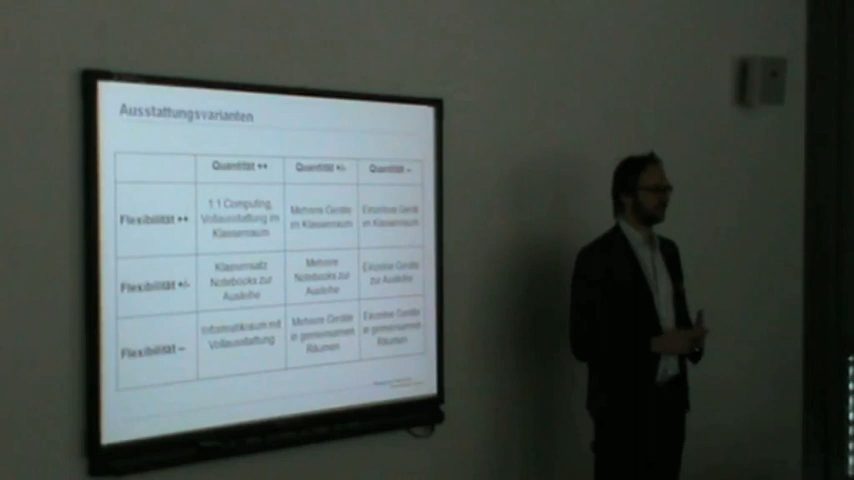 Ausstattungsvarianten
Quantität ++
Quantität +/-
Quantität --
Flexibilität ++
1:1 Computing,
Vollausstattung im
Klassenraum
Mehrere Geräte
im Klassenraum
Einzelnes Gerät
im Klassenraum
Flexibilität +/-
Klassensatz
Notebooks zur
Ausleihe
Mehrere
Notebooks zur
Ausleihe
Einzelne Geräte
zur Ausleihe
Flexibilität --
Informatikraum mit
Vollausstattung
Mehrere Geräte
in gemeinsamen
Räumen
Einzelne Geräte
in gemeinsamen
Räumen